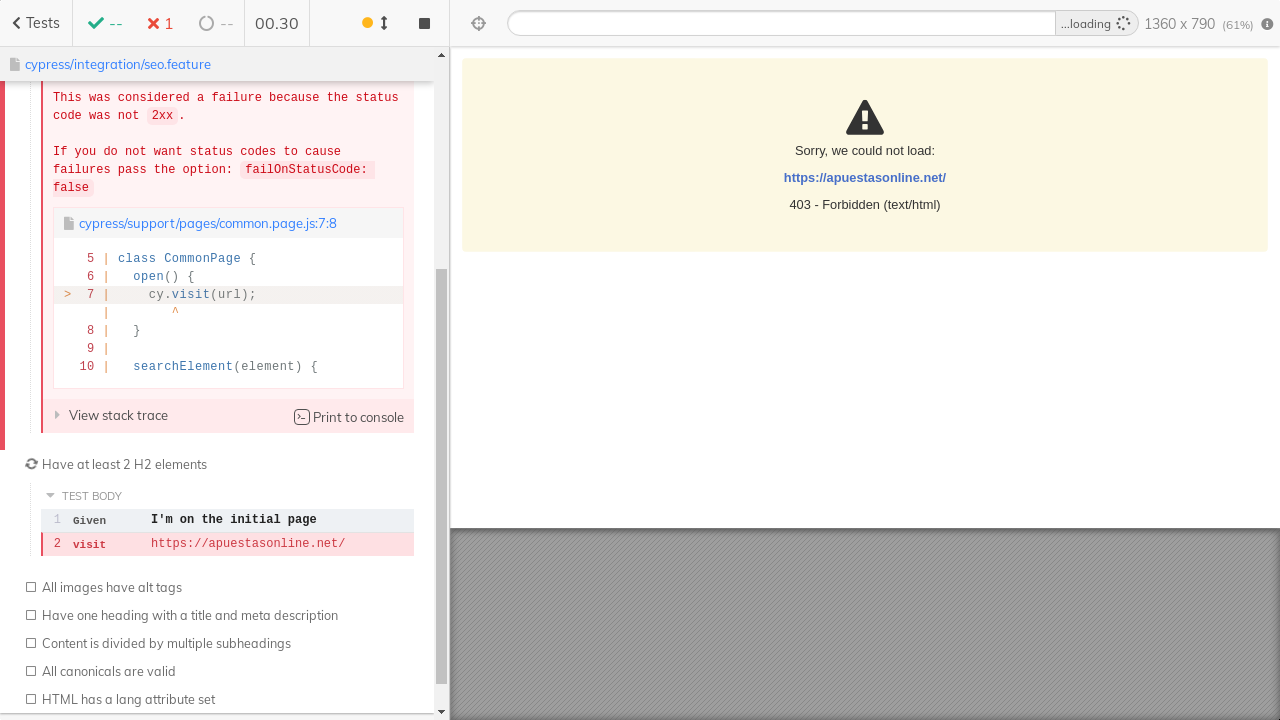 Tests
--
1
--
00.30
...loading
1360 x 790 (61%)
cypress/integration/seo.feature
This was considered a failure because the status
code was not 2xx.
If you do not want status codes to cause
failures pass the option: failOnStatusCode:
false
cypress/support/pages/common.page.js:7:8
5 | class CommonPage {
6 | open() {
> 7 | cy.visit(url);
| ^
8 | }
9 |
10 | searchElement(element) {
View stack trace
Print to console
Have at least 2 H2 elements
TEST BODY
1 Given I'm on the initial page
2 visit https://apuestasonline.net/
All images have alt tags
Have one heading with a title and meta description
Content is divided by multiple subheadings
All canonicals are valid
HTML has a lang attribute set
Sorry, we could not load:
https://apuestasonline.net/
403 - Forbidden (text/html)